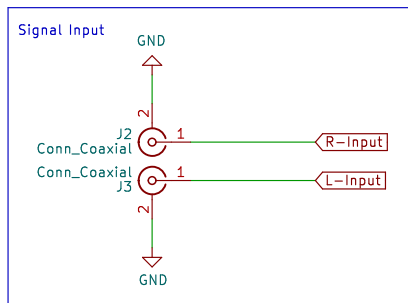 Signal Input
GND
2
J2
1
R-Input
Conn_Coaxial
Conn_Coaxial
1
L-Input
J3
2
GND